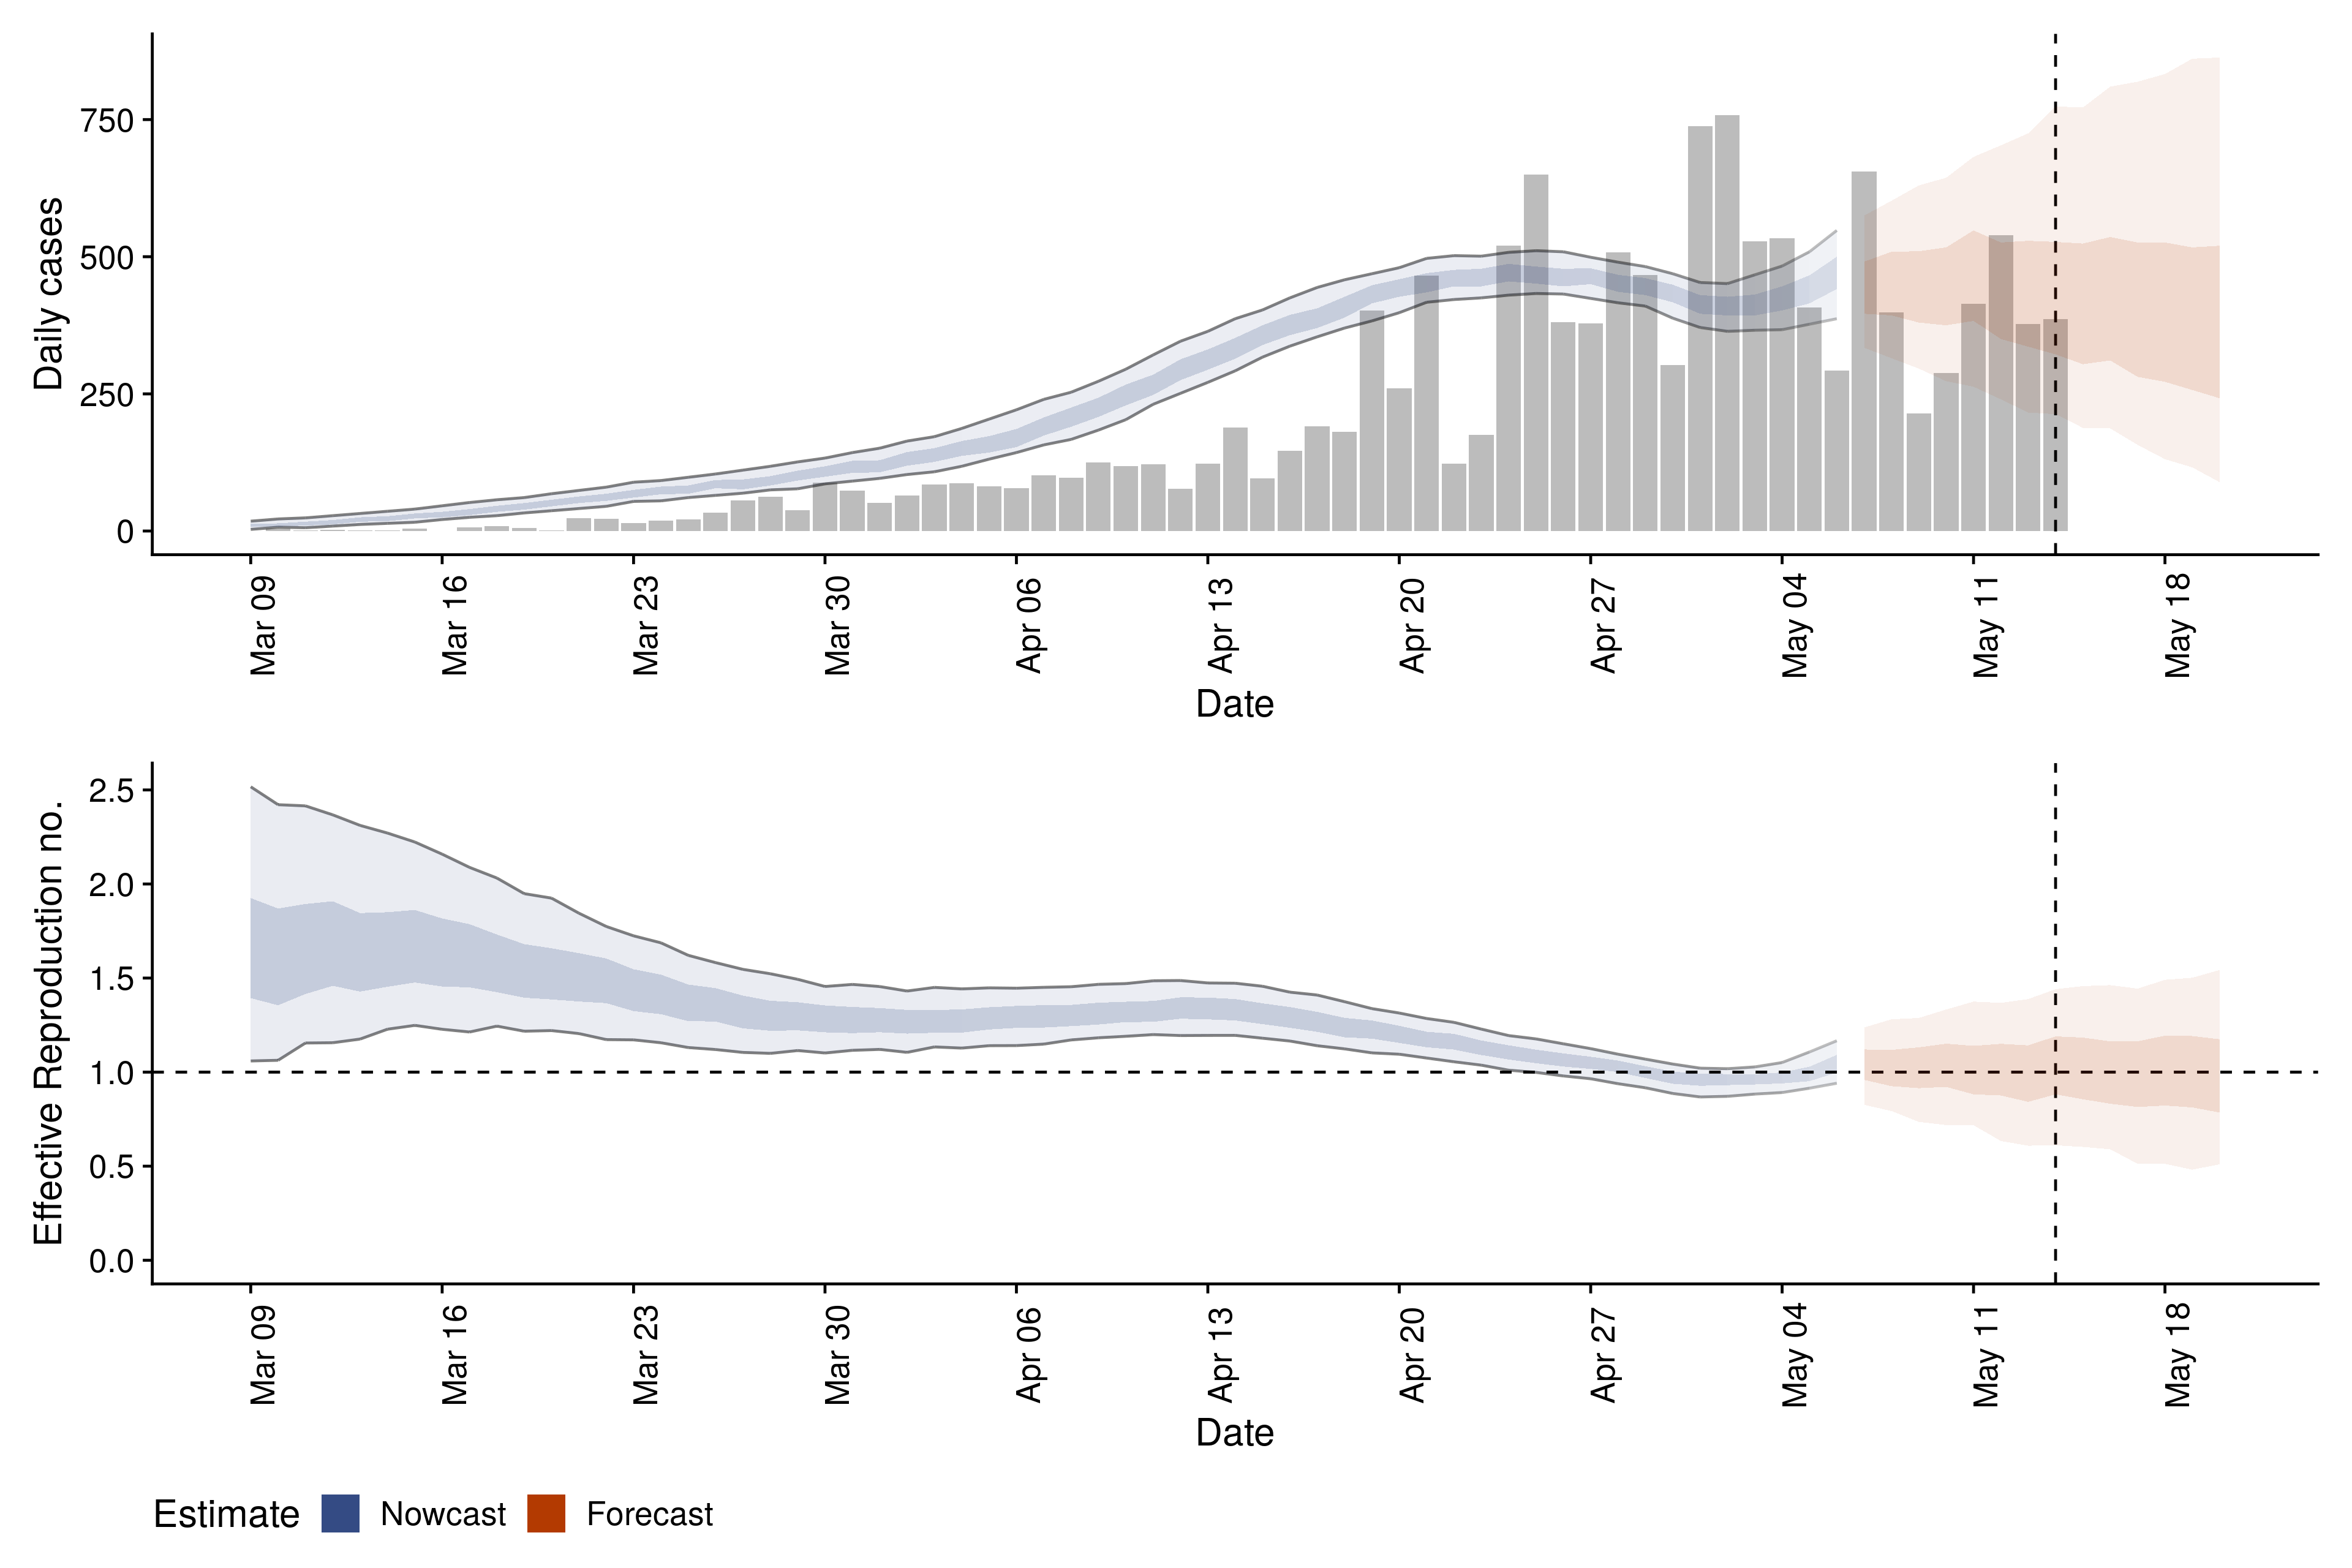 Daily cases
750
500
250
0
Mar 09
Mar 16
Mar 23
Mar 30
Apr 06
Apr 13
Apr 20
Apr 27
May 04
May 11
May 18
Date
Effective Reproduction no.
2.5
2.0
1.5
1.0
0.5
0.0
Mar 09
Mar 16
Mar 23
Mar 30
Apr 06
Apr 13
Apr 20
Apr 27
May 04
May 11
May 18
Date
Estimate Nowcast Forecast